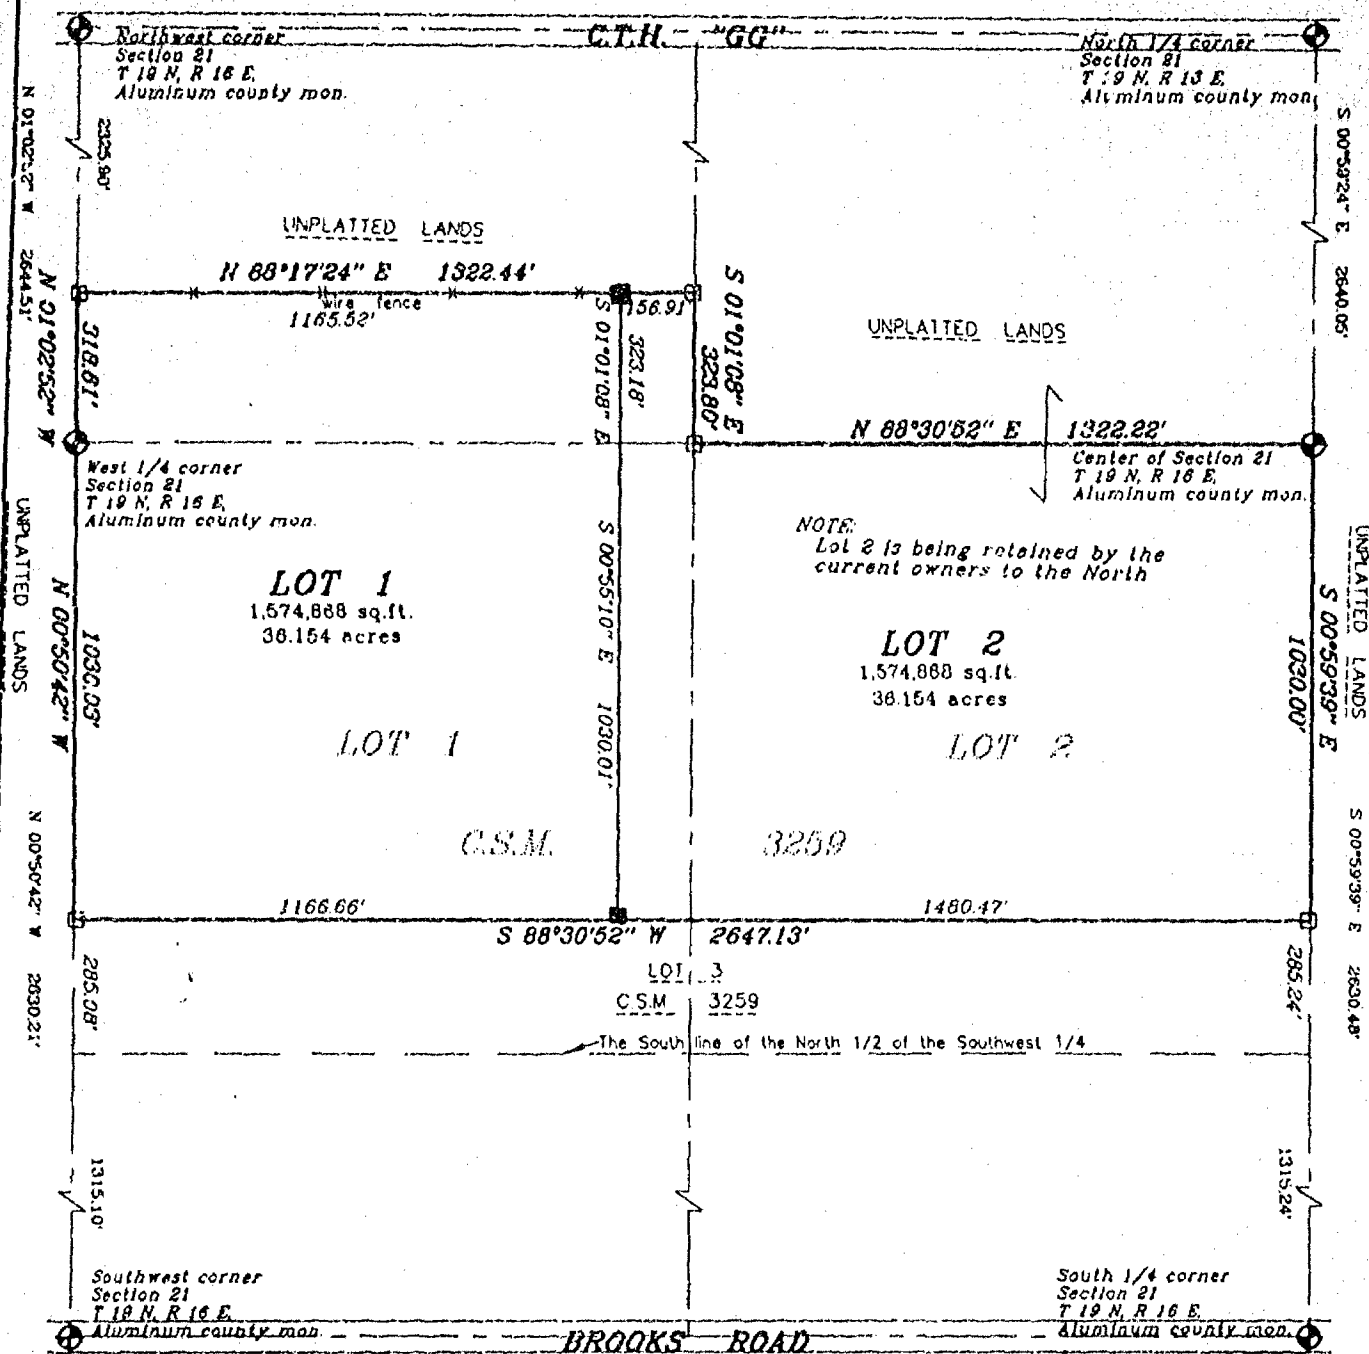 C.T.H. "GG"
Northwest corner
Section 21
T 19 N, R 16 E,
Aluminum county mon.
North 1/4 corner
Section 21
T 19 N, R 13 E,
Aluminum county mon.
N 01°02'52" W 2644.51'
2325.90'
S 00°59'24" E 2640.05'
UNPLATTED LANDS
N 88°17'24" E 1322.44'
wire fence
1165.52'
156.91'
N 01°02'52" W
318.61'
S 01°01'08" E
323.18'
S 01°01'08" E
323.80'
UNPLATTED LANDS
N 88°30'52" E 1322.22'
West 1/4 corner
Section 21
T 19 N, R 16 E,
Aluminum county mon.
Center of Section 21
T 19 N, R 16 E,
Aluminum county mon.
NOTE:
Lot 2 is being retained by the
current owners to the North
UNPLATTED LANDS
N 00°50'42" W
1030.03'
LOT 1
1,574,868 sq.ft.
36.154 acres
S 00°55'10" E 1030.01'
LOT 2
1,574,868 sq.ft.
36.154 acres
1030.00'
S 00°59'39" E
UNPLATTED LANDS
LOT 1
LOT 2
C.S.M. 3259
N 00°50'42" W 2630.21'
S 00°59'39" E 2630.48'
1166.66'
1480.47'
S 88°30'52" W 2647.13'
285.08'
285.24'
LOT 3
C.S.M 3259
The South line of the North 1/2 of the Southwest 1/4
1315.10'
1315.24'
Southwest corner
Section 21
T 19 N, R 16 E,
Aluminum county mon.
South 1/4 corner
Section 21
T 19 N, R 16 E,
Aluminum county mon.
BROOKS ROAD